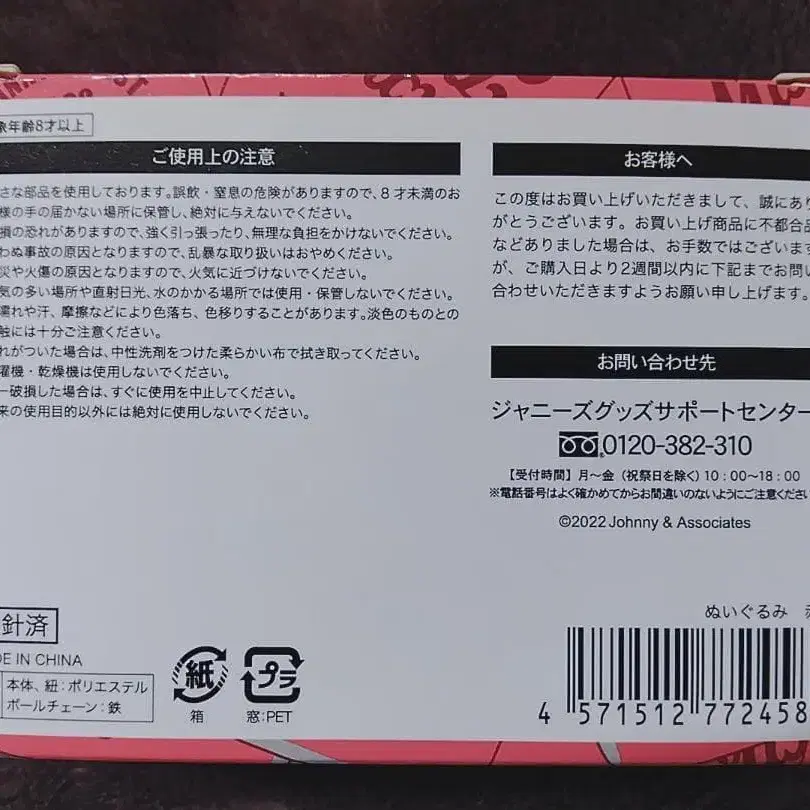 象年齢8才以上
ご使用上の注意
さな部品を使用しております。誤飲・窒息の危険がありますので、8才未満のお
様の手の届かない場所に保管し、絶対に与えないでください。
損の恐れがありますので、強く引っ張ったり、無理な負担をかけないでください。
わぬ事故の原因となりますので、乱暴な取り扱いはおやめください。
災や火傷の原因となりますので、火気に近づけないでください。
気の多い場所や直射日光、水のかかる場所では使用・保管しないでください。
濡れや汗、摩擦などにより色落ち、色移りすることがあります。淡色のものとの
触には十分ご注意ください。
れがついた場合は、中性洗剤をつけた柔らかい布で拭き取ってください。
濯機・乾燥機は使用しないでください。
一破損した場合は、すぐに使用を中止してください。
来の使用目的以外には絶対に使用しないでください。
お客様へ
この度はお買い上げいただきまして、誠にあり
がとうございます。お買い上げ商品に不都合品
などありました場合は、お手数ではございます
が、ご購入日より2週間以内に下記までお問い
合わせいただきますようお願い申し上げます。
お問い合わせ先
ジャニーズグッズサポートセンター
0120-382-310
【受付時間】月〜金（祝祭日を除く）10：00〜18：00
※電話番号はよく確かめてからお間違いのないようにご注意ください
©2022 Johnny & Associates
針済
DE IN CHINA
本体、紐：ポリエステル
ボールチェーン：鉄
紙
箱
プラ
窓：PET
ぬいぐるみ 赤
4 571512 772458